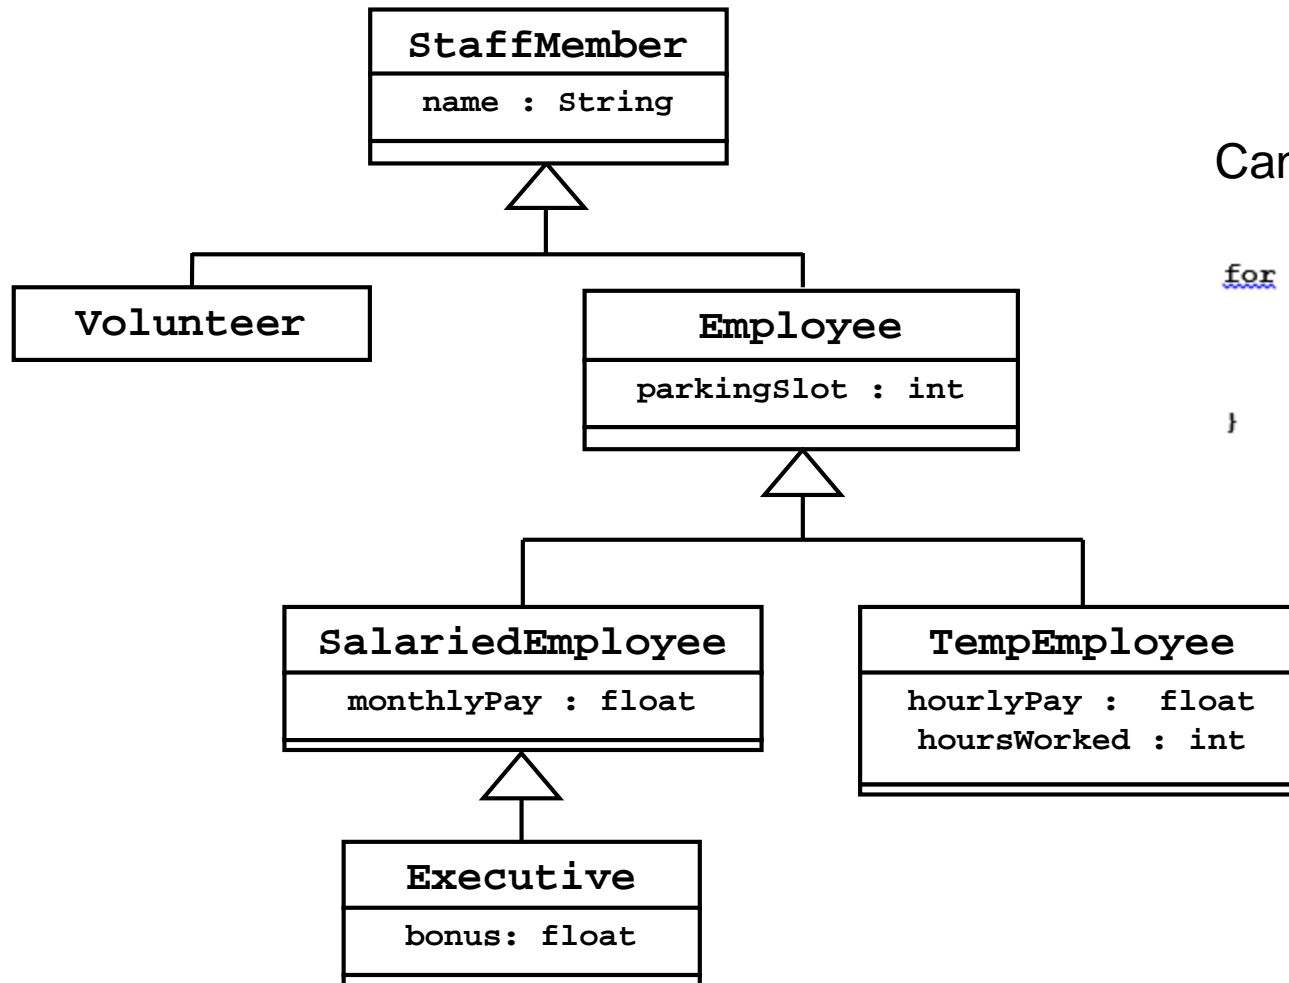 StaffMember
name : String
Volunteer
Employee
parkingSlot : int
SalariedEmployee
monthlyPay : float
TempEmployee
hourlyPay :  float
hoursWorked : int
Executive
bonus: float
for
}